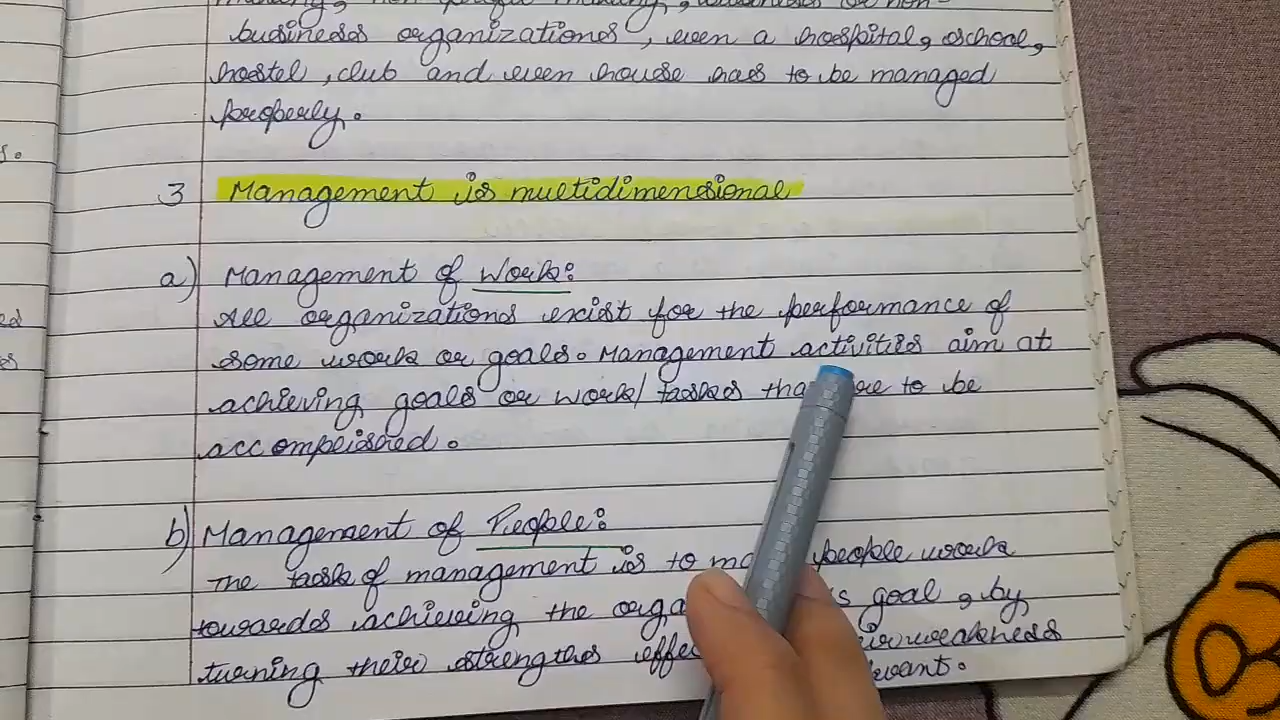 business organizations, even a hospital, school,
hostel, club and even house has to be managed
properly.
3 Management is multidimensional
a) Management of Work:
All organizations exist for the performance of
some work or goals. Management activities aim at
achieving goals or work/tasks to be
accomplished.
b) Management of People:
The task of management is to people work
towards achieving the goal, by
turning their strengths weakness